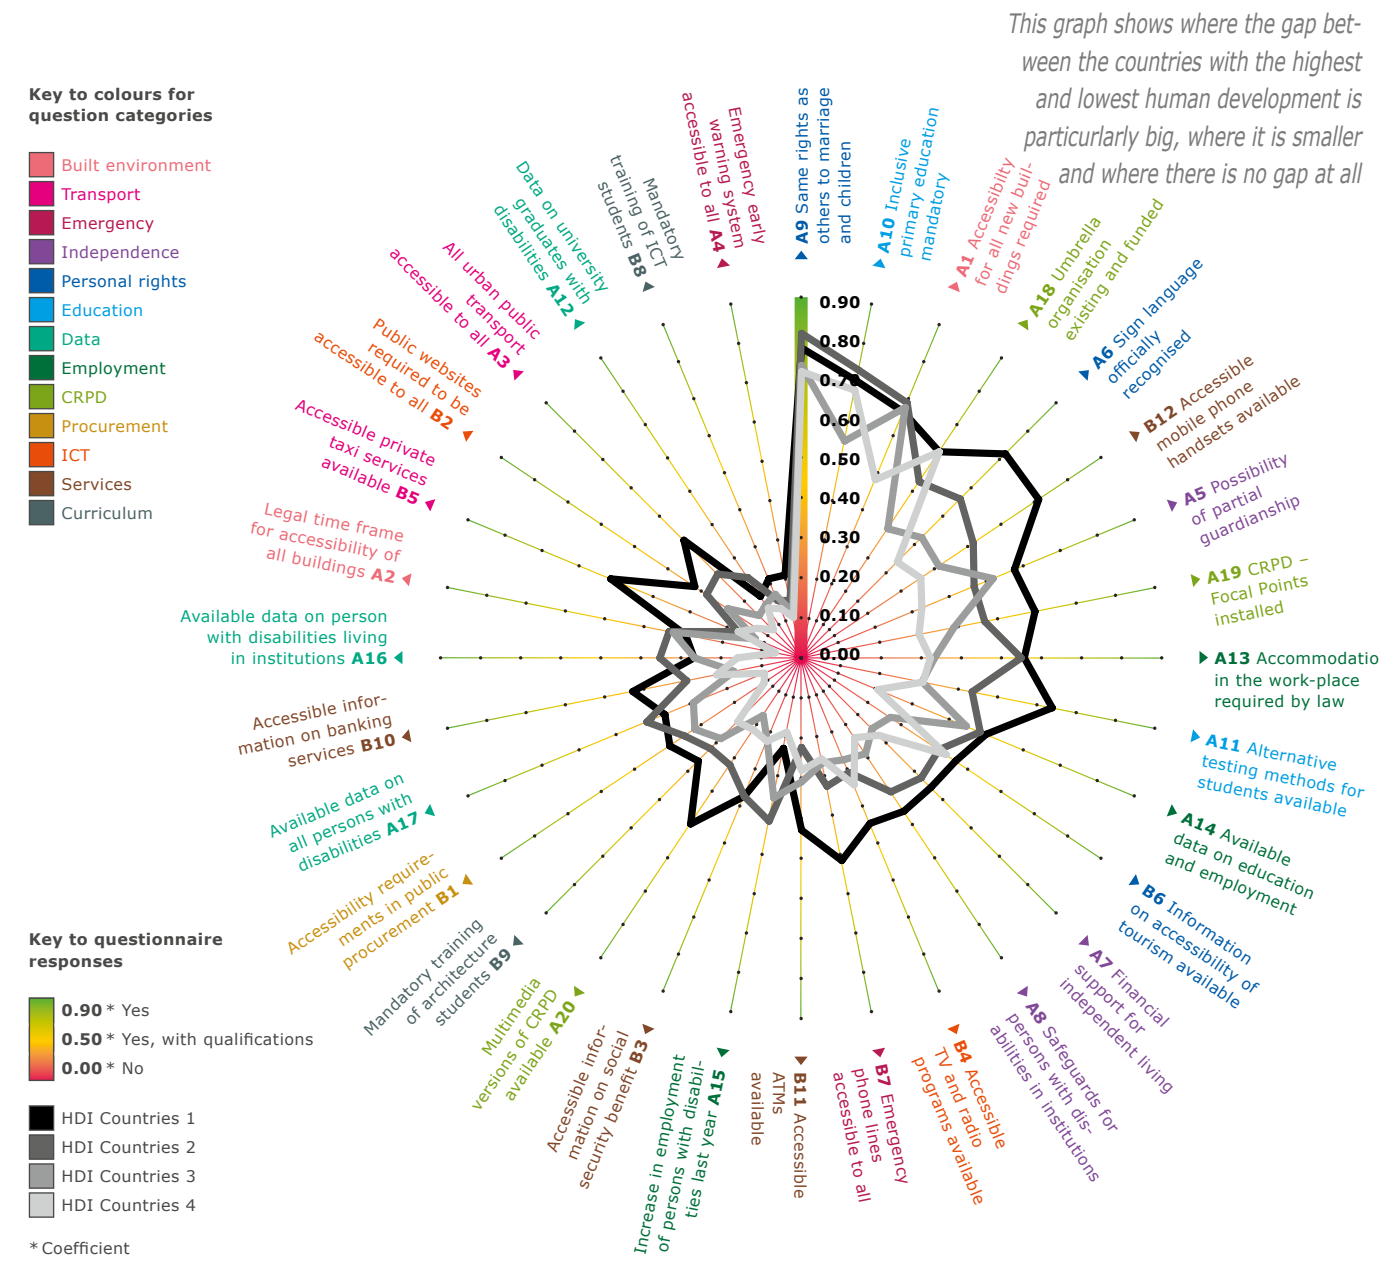 This graph shows where the gap bet-
ween the countries with the highest
and lowest human development is
particurlarly big, where it is smaller
and where there is no gap at all
Key to colours for
question categories
Built environment
Transport
Emergency
Independence
Personal rights
Education
Data
Employment
CRPD
Procurement
ICT
Services
Curriculum
A9 Same rights as
others to marriage
and children
A10 Inclusive
primary education
mandatory
A1 Accessibilty
for all new buil-
dings required
A18 Umbrella
organisation
existing and funded
A6 Sign language
officially
recognised
B12 Accessible
mobile phone
handsets available
A5 Possibility
of partial
guardianship
A19 CRPD –
Focal Points
installed
A13 Accommodatio
in the work-place
required by law
A11 Alternative
testing methods for
students available
A14 Available
data on education
and employment
B6 Information
on accessibility of
tourism available
A7 Financial
support for
independent living
A8 Safeguards for
persons with dis-
abilities in institutions
B4 Accessible
TV and radio
programs available
B7 Emergency
phone lines
accessible to all
B11 Accessible
ATMs
available
Increase in employment
of persons with disabili-
ties last year A15
Accessible infor-
mation on social
security benefit B3
Multimedia
versions of CRPD
available A20
Mandatory training
of architecture
students B9
Accessibility require-
ments in public
procurement B1
Available data on
all persons with
disabilities A17
Accessible infor-
mation on banking
services B10
Available data on person
with disabilities living
in institutions A16
Legal time frame
for accessibility of
all buildings A2
Accessible private
taxi services
available B5
Public websites
required to be
accessible to all B2
All urban public
transport
accessible to all A3
Data on university
graduates with
disabilities A12
Mandatory
training of ICT
students B8
Emergency early
warning system
accessible to all A4
0.90
0.80
0.70
0.60
0.50
0.40
0.30
0.20
0.10
0.00
Key to questionnaire
responses
0.90 * Yes
0.50 * Yes, with qualifications
0.00 * No
HDI Countries 1
HDI Countries 2
HDI Countries 3
HDI Countries 4
* Coefficient